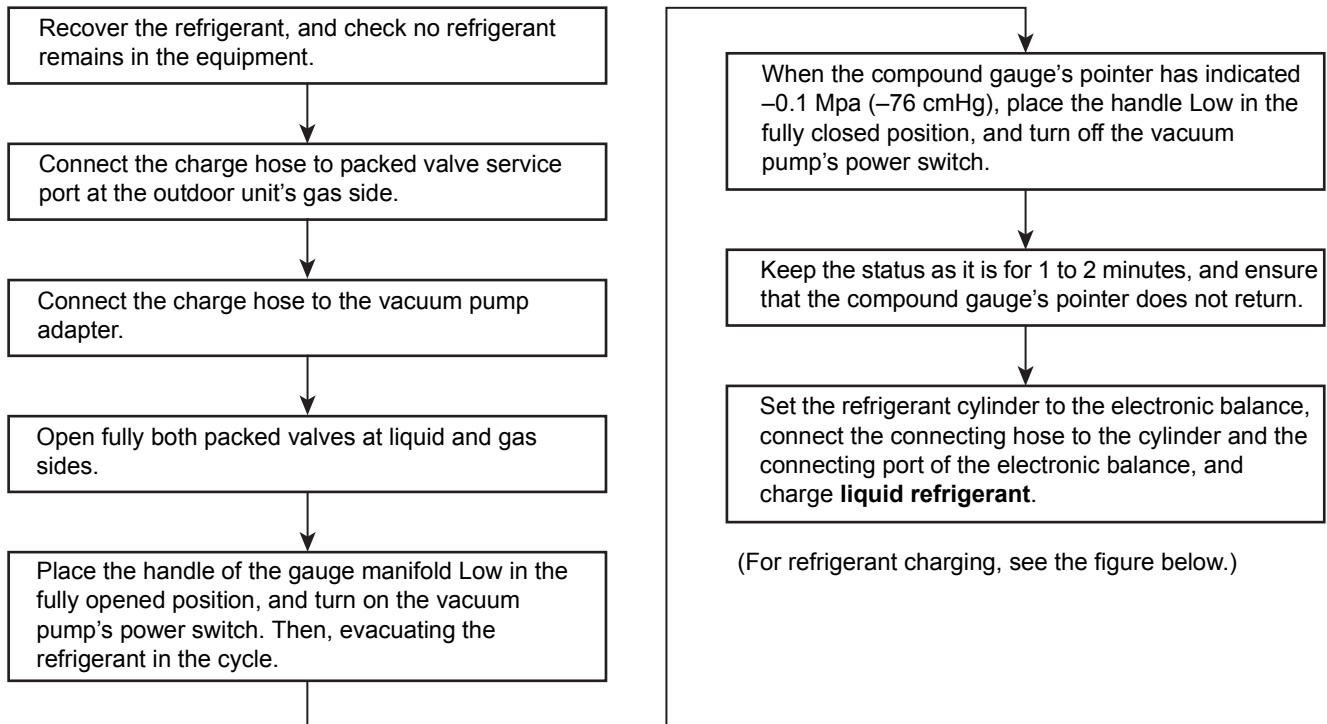 Recover the refrigerant, and check no refrigerant
remains in the equipment.
Connect the charge hose to packed valve service
port at the outdoor unit's gas side.
Connect the charge hose to the vacuum pump
adapter.
Open fully both packed valves at liquid and gas
sides.
Place the handle of the gauge manifold Low in the
fully opened position, and turn on the vacuum
pump's power switch. Then, evacuating the
refrigerant in the cycle.
When the compound gauge's pointer has indicated
–0.1 Mpa (–76 cmHg), place the handle Low in the
fully closed position, and turn off the vacuum
pump's power switch.
Keep the status as it is for 1 to 2 minutes, and ensure
that the compound gauge's pointer does not return.
Set the refrigerant cylinder to the electronic balance,
connect the connecting hose to the cylinder and the
connecting port of the electronic balance, and
charge liquid refrigerant.
(For refrigerant charging, see the figure below.)